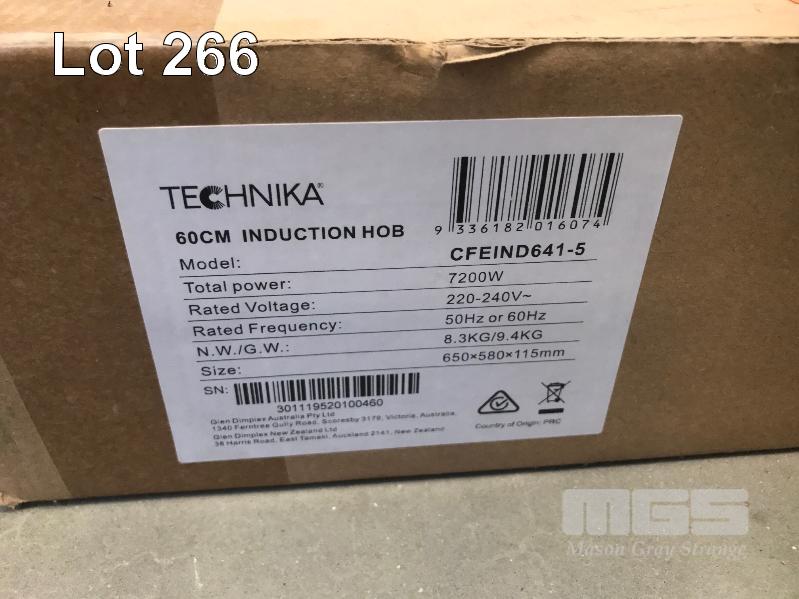 Lot 266
TECHNIKA®
9 336182 016074
60CM INDUCTION HOB
Model: CFEIND641-5
Total power: 7200W
Rated Voltage: 220-240V~
Rated Frequency: 50Hz or 60Hz
N.W./G.W.: 8.3KG/9.4KG
Size: 650×580×115mm
SN:
301119520100460
Glen Dimplex Australia Pty Ltd
1340 Ferntree Gully Road, Scoresby 3179, Victoria, Australia.
Glen Dimplex New Zealand Ltd
38 Harris Road, East Tamaki, Auckland 2141, New Zealand
Country of Origin: PRC
MGS
Mason Gray Strange